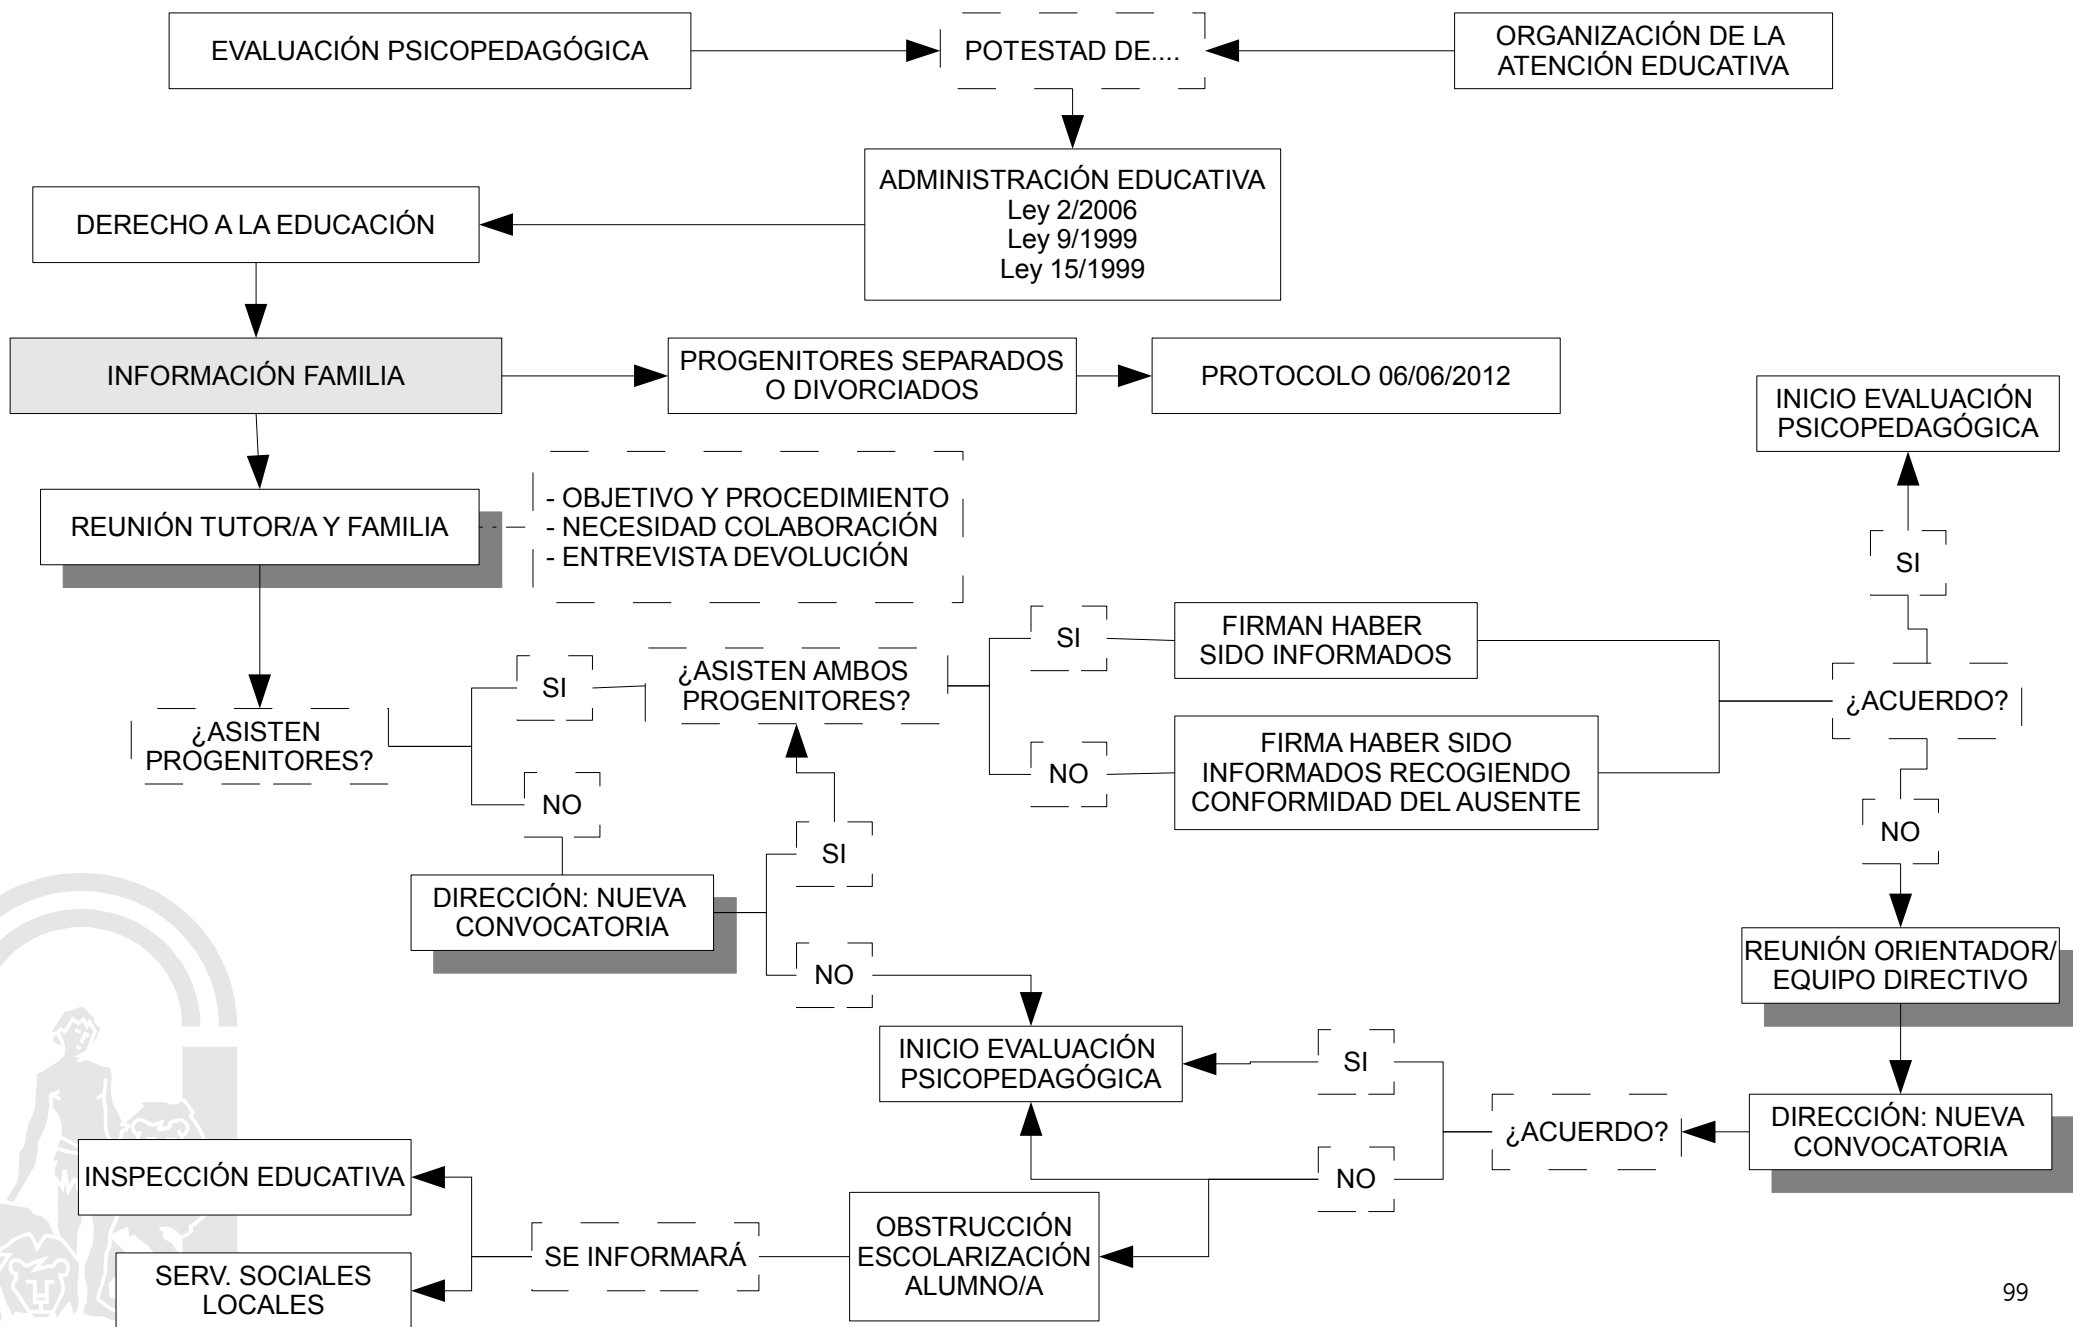 EVALUACIÓN PSICOPEDAGÓGICA
POTESTAD DE....
ORGANIZACIÓN DE LA
ATENCIÓN EDUCATIVA
ADMINISTRACIÓN EDUCATIVA
Ley 2/2006
Ley 9/1999
Ley 15/1999
DERECHO A LA EDUCACIÓN
INFORMACIÓN FAMILIA
PROGENITORES SEPARADOS
O DIVORCIADOS
PROTOCOLO 06/06/2012
INICIO EVALUACIÓN
PSICOPEDAGÓGICA
REUNIÓN TUTOR/A Y FAMILIA
- OBJETIVO Y PROCEDIMIENTO
- NECESIDAD COLABORACIÓN
- ENTREVISTA DEVOLUCIÓN
SI
¿ASISTEN
PROGENITORES?
SI
NO
¿ASISTEN AMBOS
PROGENITORES?
SI
FIRMAN HABER
SIDO INFORMADOS
NO
FIRMA HABER SIDO
INFORMADOS RECOGIENDO
CONFORMIDAD DEL AUSENTE
¿ACUERDO?
NO
DIRECCIÓN: NUEVA
CONVOCATORIA
SI
NO
REUNIÓN ORIENTADOR/
EQUIPO DIRECTIVO
INICIO EVALUACIÓN
PSICOPEDAGÓGICA
SI
NO
¿ACUERDO?
DIRECCIÓN: NUEVA
CONVOCATORIA
INSPECCIÓN EDUCATIVA
SERV. SOCIALES
LOCALES
SE INFORMARÁ
OBSTRUCCIÓN
ESCOLARIZACIÓN
ALUMNO/A
99